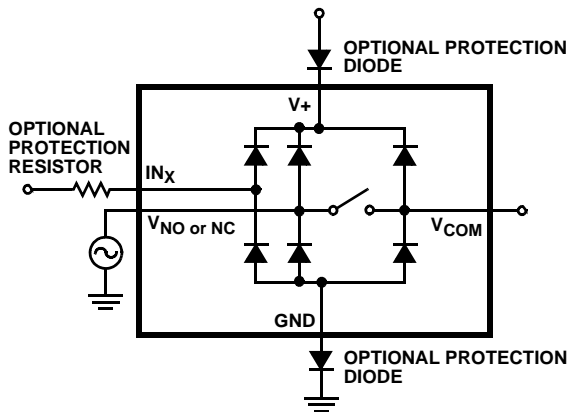 OPTIONAL PROTECTION
DIODE
V+
OPTIONAL
PROTECTION
RESISTOR
INX
VNO or NC
VCOM
GND
OPTIONAL PROTECTION
DIODE